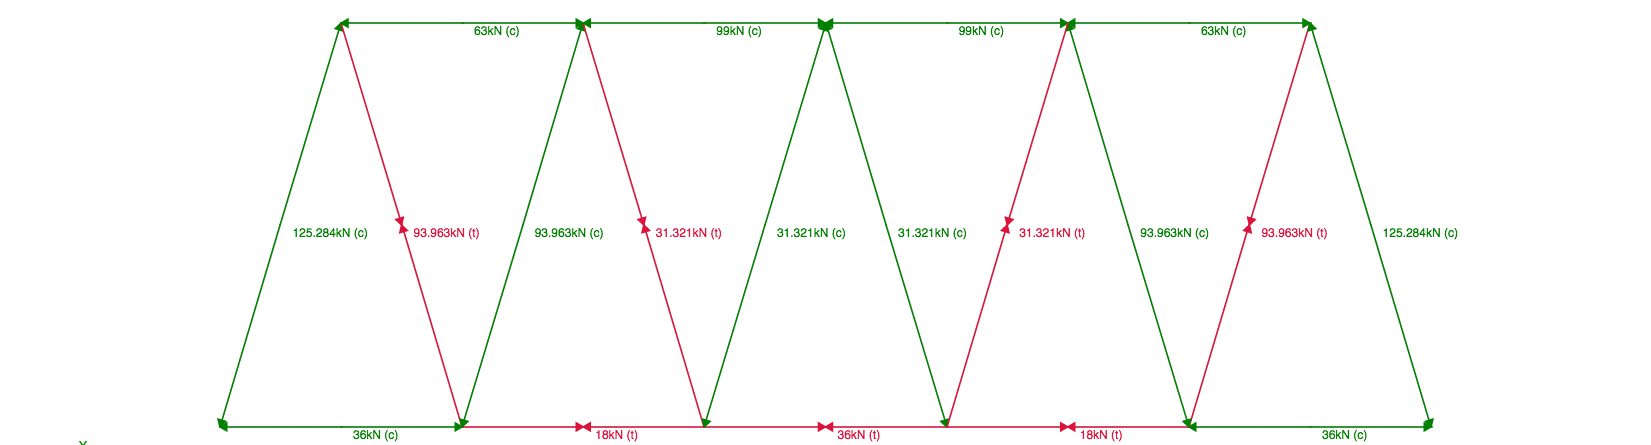 63kN (c)
99kN (c)
99kN (c)
63kN (c)
125.284kN (c)
93.963kN (t)
93.963kN (c)
31.321kN (t)
31.321kN (c)
31.321kN (c)
31.321kN (t)
93.963kN (c)
93.963kN (t)
125.284kN (c)
36kN (c)
18kN (t)
36kN (t)
18kN (t)
36kN (c)